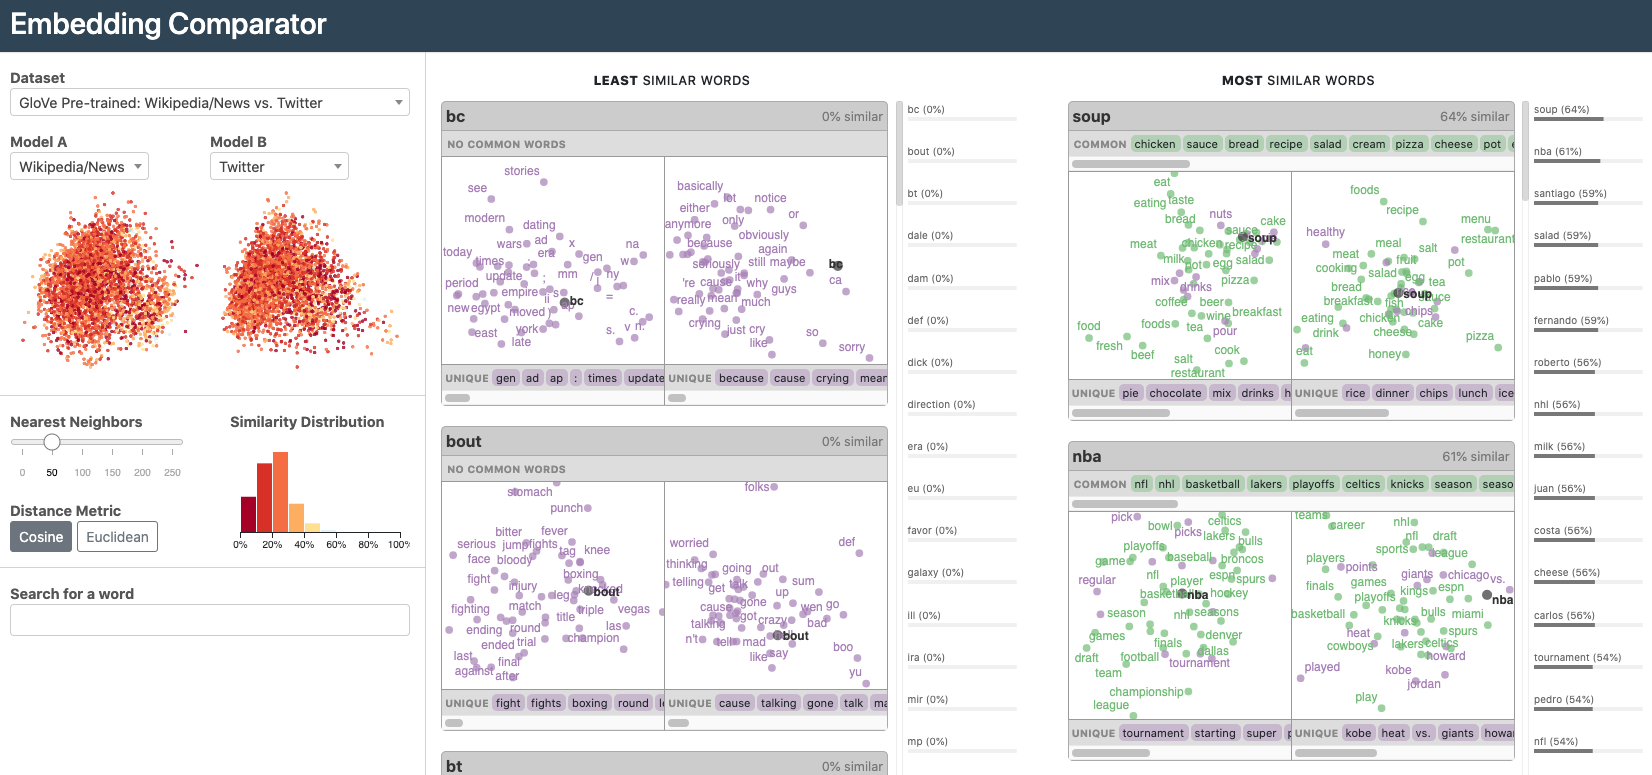 Embedding Comparator
Dataset
GloVe Pre-trained: Wikipedia/News vs. Twitter
Model A
Model B
Wikipedia/News
Twitter
Nearest Neighbors
0 50 100 150 200 250
Similarity Distribution
0% 20% 40% 60% 80% 100%
Distance Metric
Cosine Euclidean
Search for a word
LEAST SIMILAR WORDS
bc 0% similar
NO COMMON WORDS
stories
see
modern
dating
wars ad x na
today era gen w
times
update mm / hy
period
empire s =
bc
new egypt moved )
c.
york s. v n.
east
late
basically
lot notice
either
only or
anymore
obviously
because again
seriously still maybe
bc
're cause it why ca
guys
really mean much
crying
just cry so
like sorry
UNIQUE gen ad ap : times update
UNIQUE because cause crying mean
bout 0% similar
NO COMMON WORDS
stomach
punch
bitter fever
serious jump fights
tag knee
face bloody
fight boxing
injury leg knocked
bout
fighting match triple vegas
title
ending round las
trial champion
ended
last final
against
after
folks
worried def
thinking
going out
telling get talk sum
up
cause gone wen go
got crazy bad
talking
n't tell mad bout
boo
like say
yu
UNIQUE fight fights boxing round
UNIQUE cause talking gone talk
bt 0% similar
bc (0%)
bout (0%)
bt (0%)
dale (0%)
dam (0%)
def (0%)
dick (0%)
direction (0%)
era (0%)
eu (0%)
favor (0%)
galaxy (0%)
ill (0%)
ira (0%)
mir (0%)
mp (0%)
MOST SIMILAR WORDS
soup 64% similar
COMMON chicken sauce bread recipe salad cream pizza cheese pot
eat
eating taste
nuts
bread cake
sauce
meat chicken recipe soup
milk pot egg salad
mix drinks pizza
coffee beer
wine breakfast
food foods tea pour
fresh
beef cook
salt
restaurant
foods
recipe
menu
healthy restaurant
meal salt
meat
fruit pot
cooking salad
egg tea
bread soup
sauce
breakfast fish
chips
eating chicken cake
drink cheese pizza
eat honey
UNIQUE pie chocolate mix drinks
UNIQUE rice dinner chips lunch ice
nba 61% similar
COMMON nfl nhl basketball lakers playoffs celtics knicks season
pick celtics
bowl picks lakers
bulls
playoffs
game baseball broncos
nfl espn spurs
regular player
basketball nba hockey
season nhl seasons
games denver
finals
draft football dallas
team tournament
championship
league
teams nhl
career nfl draft
sports league
players
points giants chicago vs.
finals games kings espn
playoffs nba
basketball bulls miami
knicks
heat spurs
cowboys lakers celtics
howard
played kobe
jordan
play
UNIQUE tournament starting super
UNIQUE kobe heat vs. giants
soup (64%)
nba (61%)
santiago (59%)
salad (59%)
pablo (59%)
fernando (59%)
roberto (56%)
nhl (56%)
milk (56%)
juan (56%)
costa (56%)
cheese (56%)
carlos (56%)
tournament (54%)
pedro (54%)
nfl (54%)